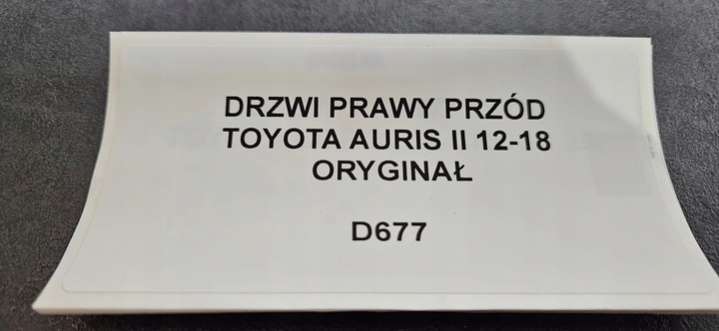 DRZWI PRAWY PRZÓD
TOYOTA AURIS II 12-18
ORYGINAŁ
D677